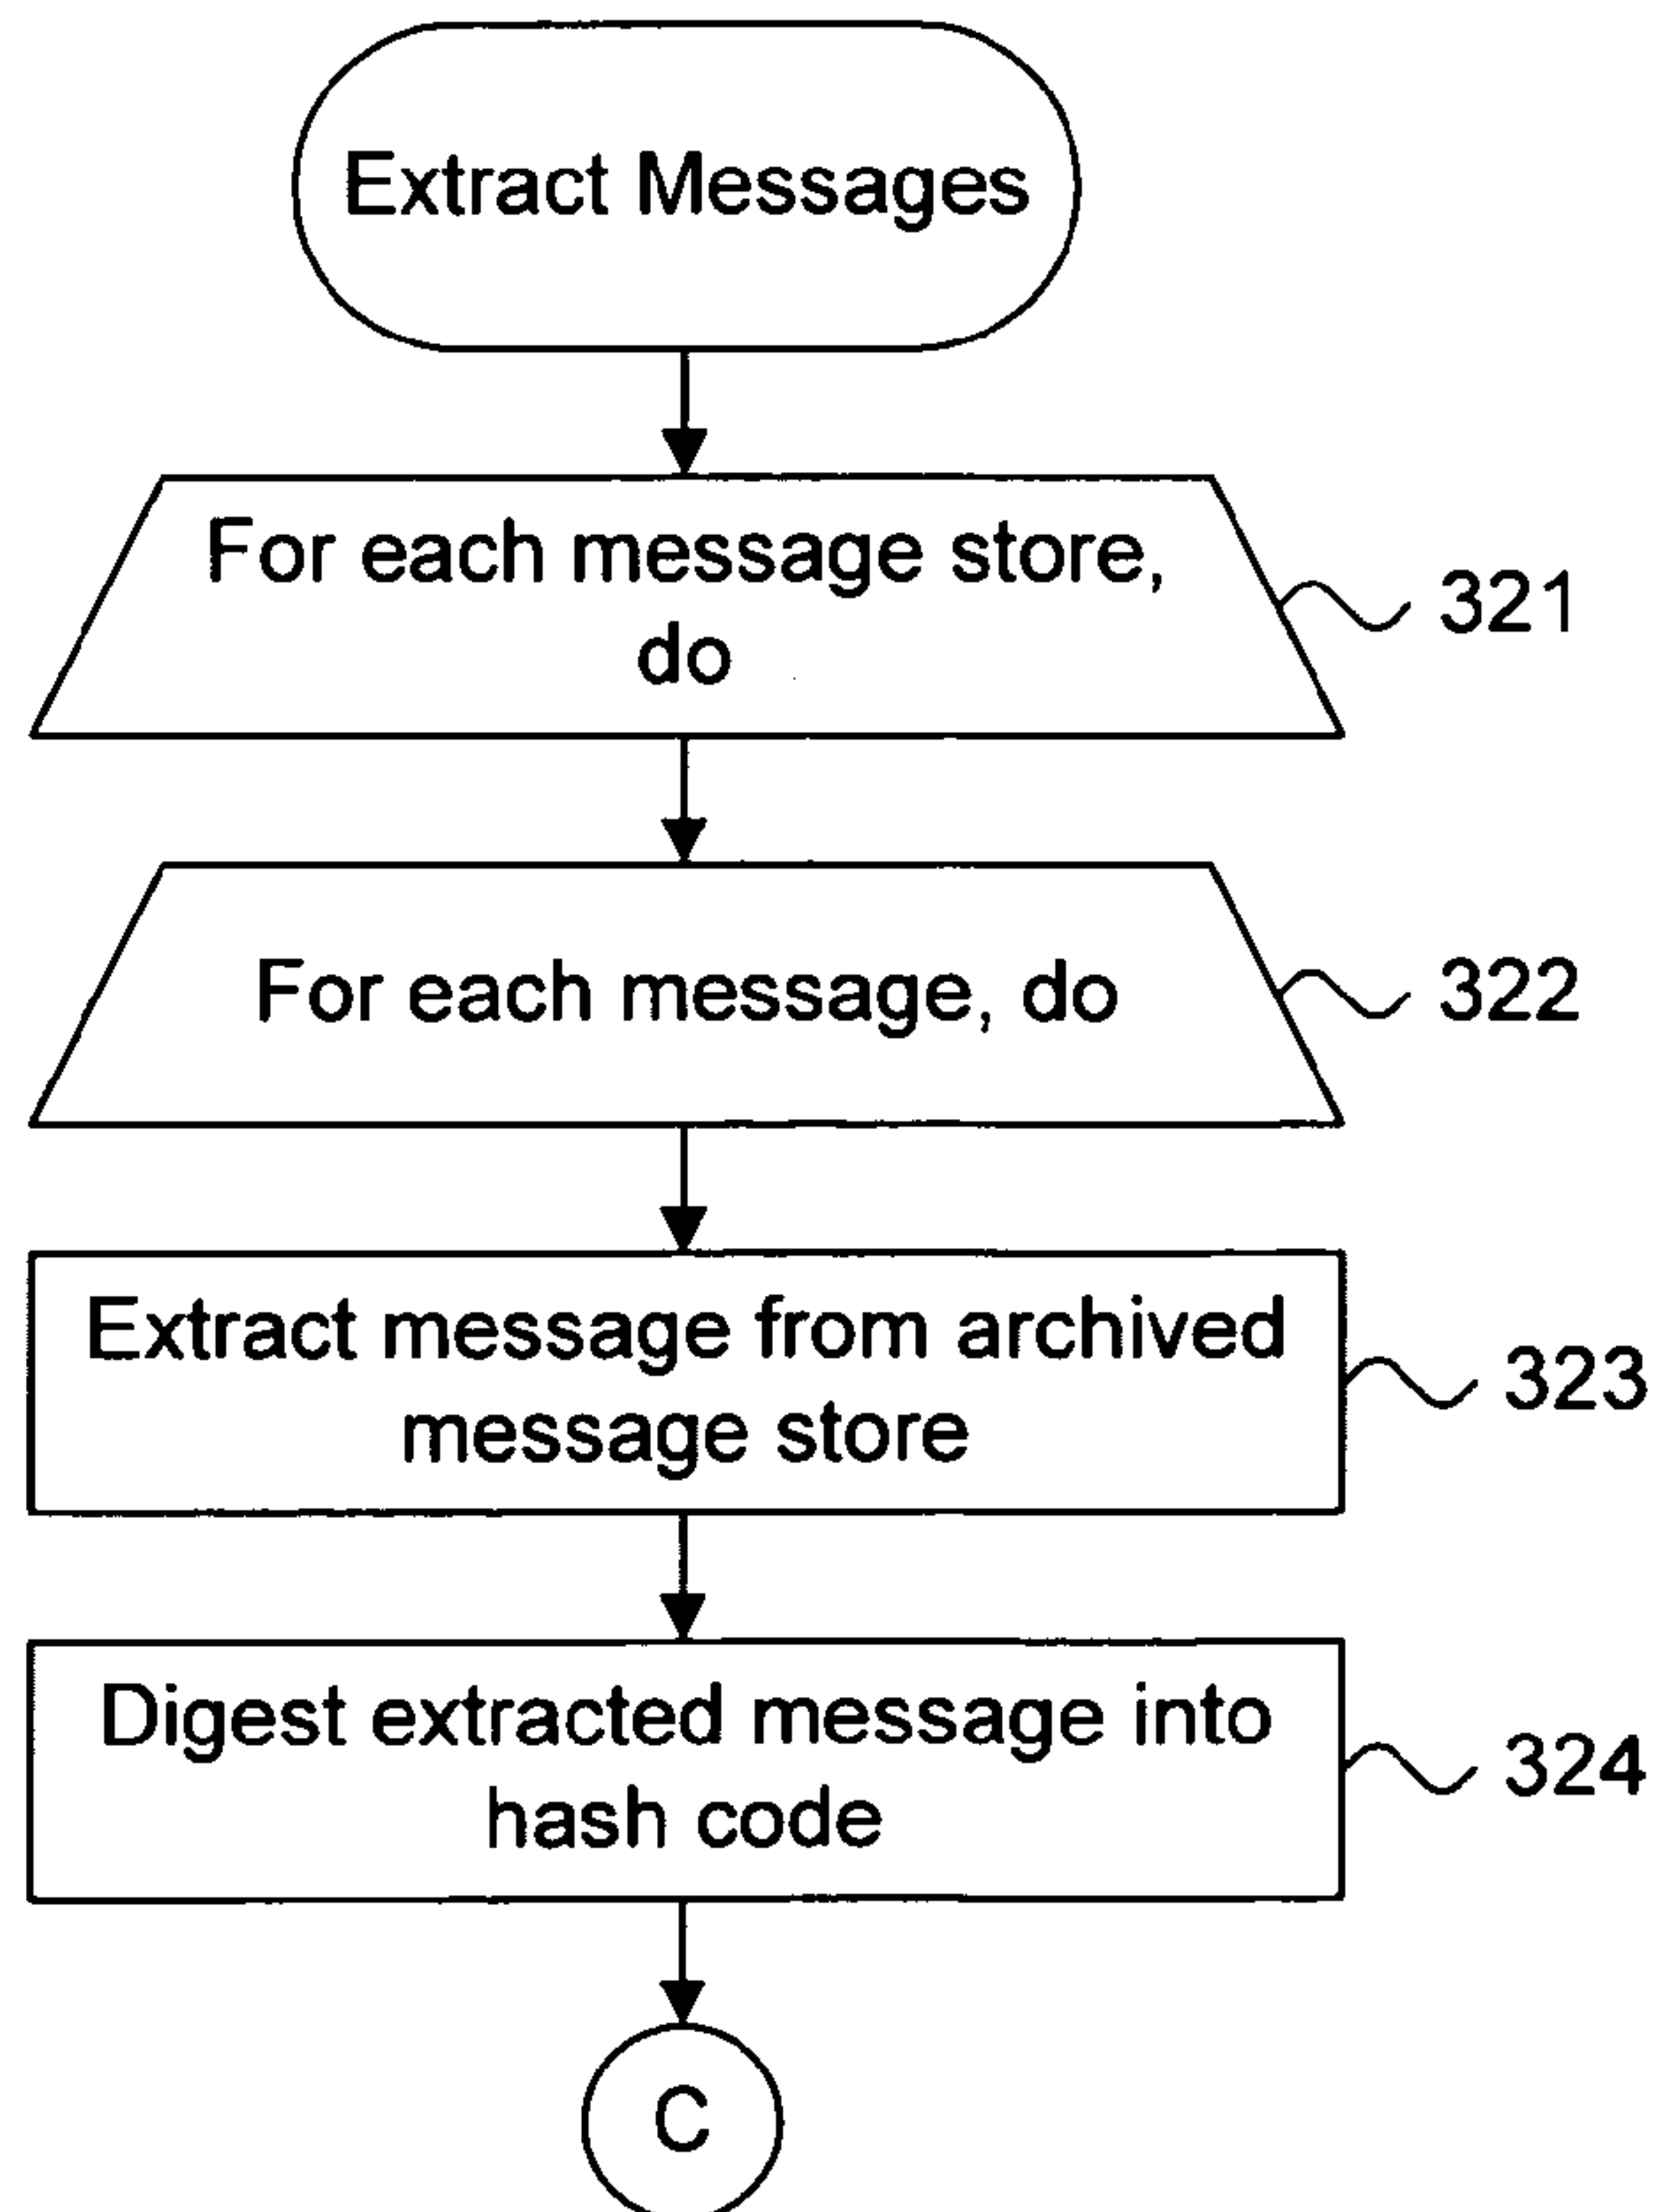 Extract Messages
For each message store,
do
321
For each message, do
322
Extract message from archived
message store
323
Digest extracted message into
hash code
324
C